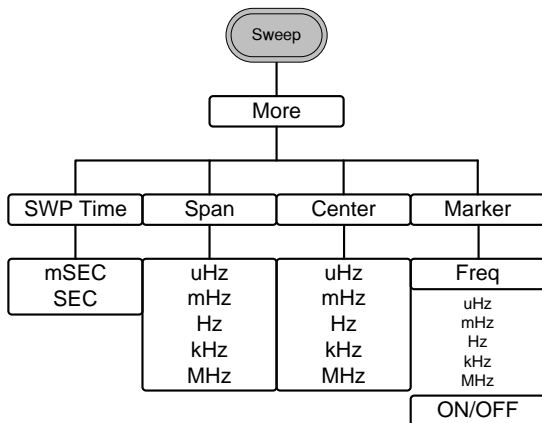 Sweep
More
SWP Time
Span
Center
Marker
mSEC
SEC
uHz
mHz
Hz
kHz
MHz
uHz
mHz
Hz
kHz
MHz
Freq
uHz
mHz
Hz
kHz
MHz
ON/OFF